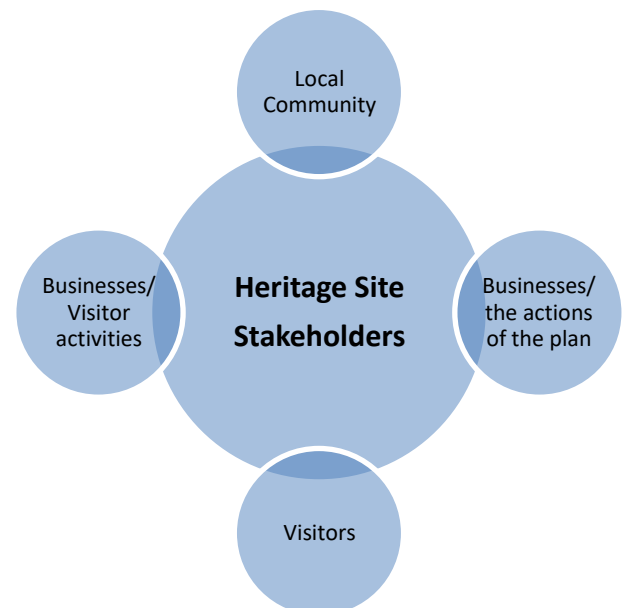 Local
Community
Businesses/
Visitor
activities
Heritage Site
Stakeholders
Businesses/
the actions
of the plan
Visitors